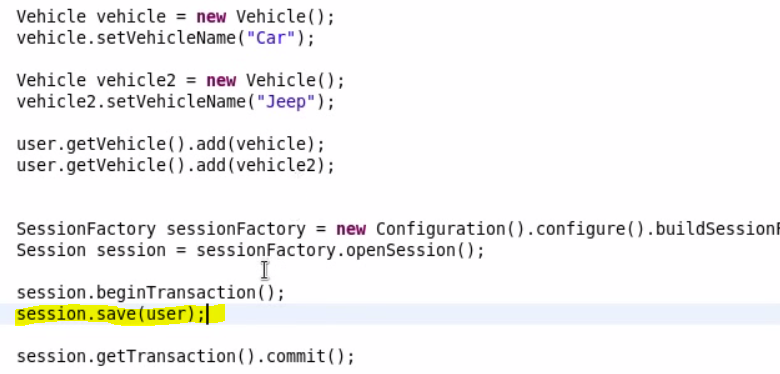 Vehicle vehicle = new Vehicle();
vehicle.setVehicleName("Car");
Vehicle vehicle2 = new Vehicle();
vehicle2.setVehicleName("Jeep");
user.getVehicle().add(vehicle);
user.getVehicle().add(vehicle2);
SessionFactory sessionFactory = new Configuration().configure().buildSessionF
Session session = sessionFactory.openSession();
session.beginTransaction();
session.save(user);
session.getTransaction().commit();